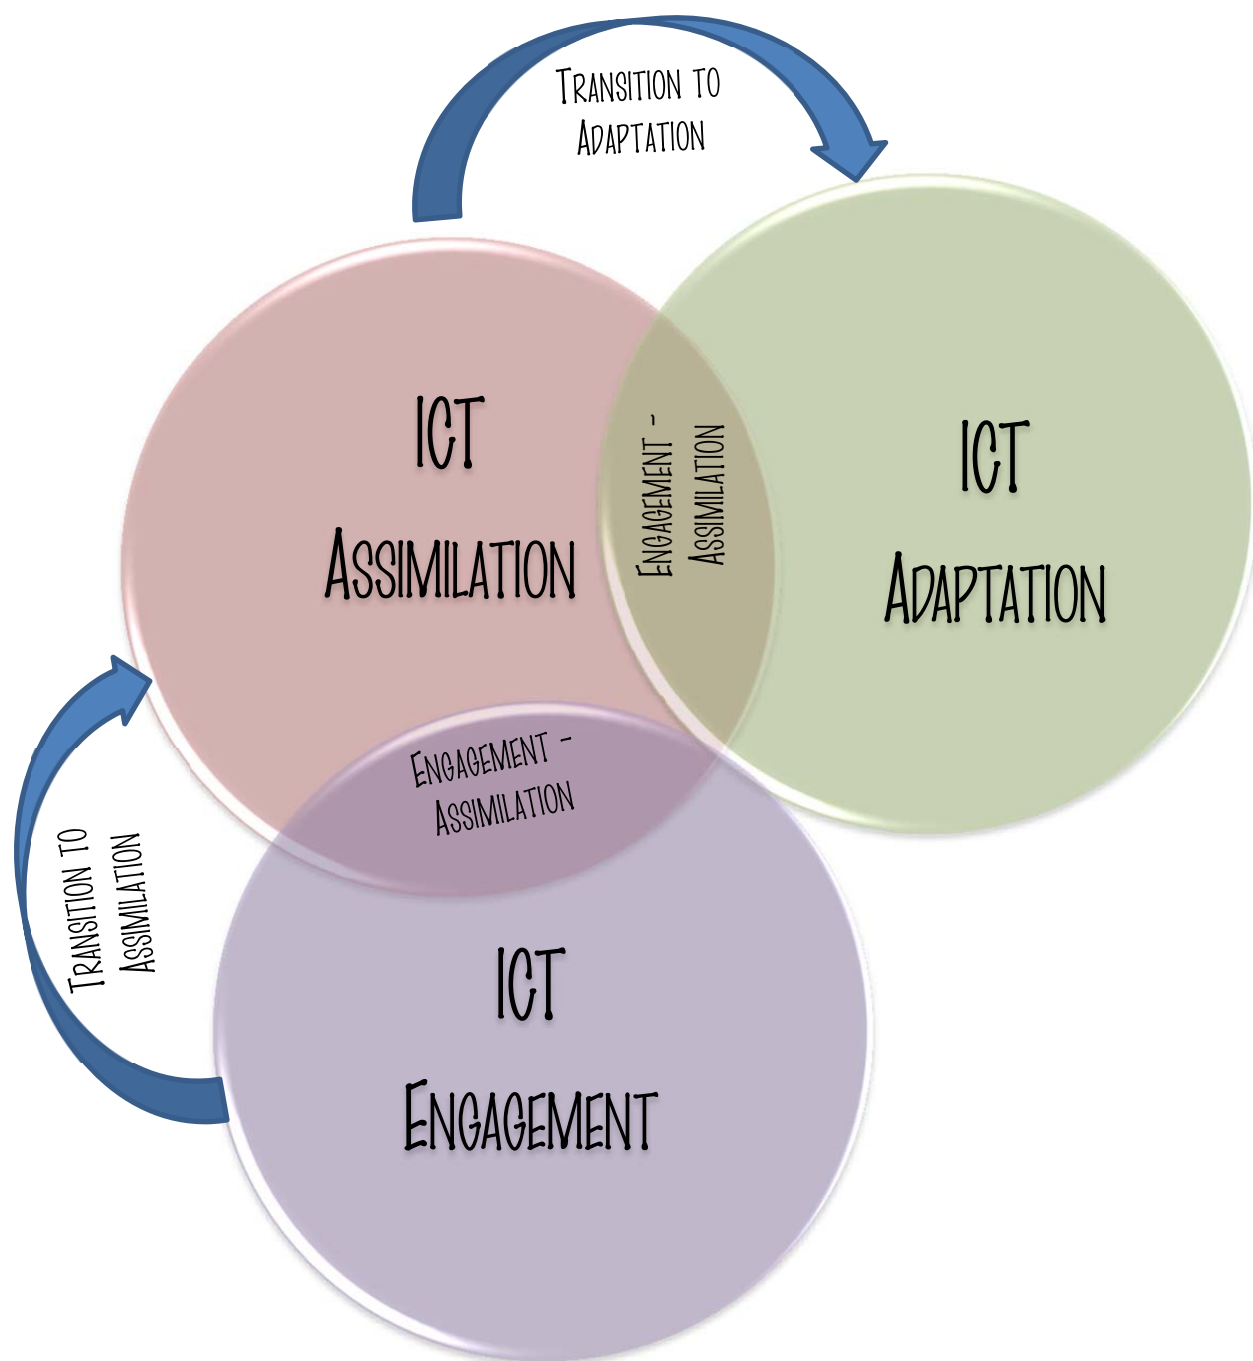 Transition to
Adaptation
ICT
Assimilation
Engagement -
Assimilation
ICT
Adaptation
Engagement -
Assimilation
Transition to
Assimilation
ICT
Engagement